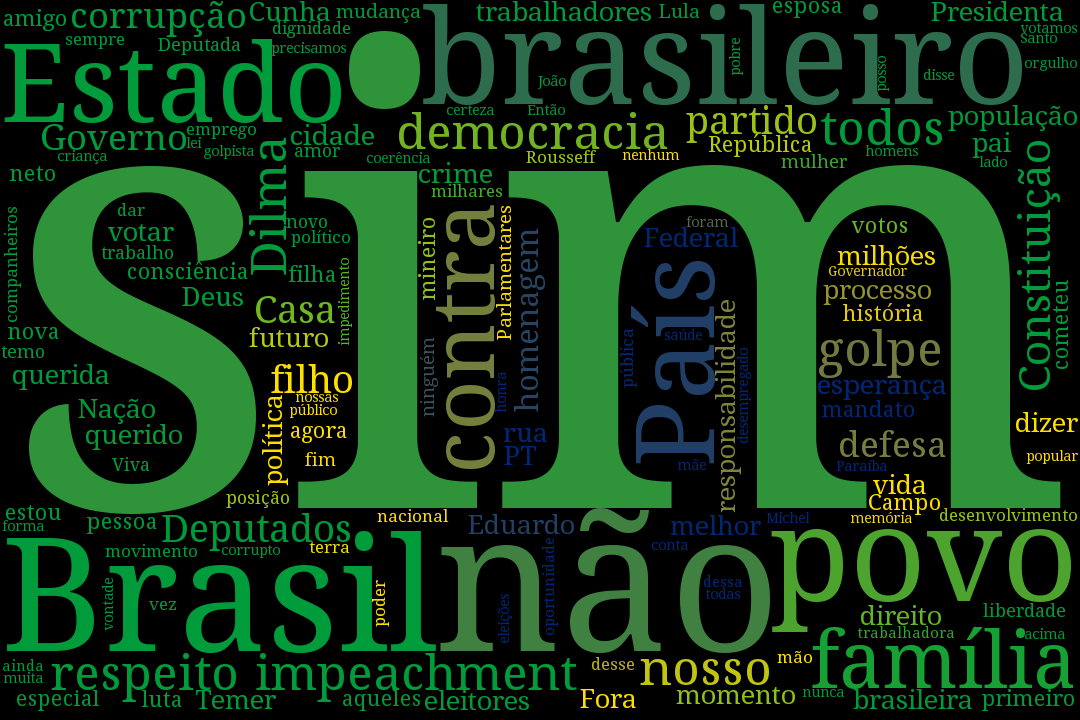 amigo
corrupção
Cunha
mudança
trabalhadores
Lula
esposa
Presidenta
sempre
Deputada
dignidade
precisamos
votamos
Santo
orgulho
Estado
brasileiro
pobre
posso
disse
João
certeza
Então
Governo
emprego
lei
golpista
criança
cidade
amor
coerência
democracia
partido
República
Rousseff
nenhum
mulher
todos
homens
população
pai
lado
neto
companheiros
sim
dar
votar
trabalho
consciência
Deus
Dilma
novo
político
filha
impedimento
crime
milhares
mineiro
contra
Parlamentares
homenagem
ninguém
honra
foram
Federal
País
saúde
pública
responsabilidade
desempregado
mãe
votos
milhões
Governador
processo
história
golpe
esperança
mandato
defesa
Paraíba
vida
Campo
memória
Constituição
cometeu
dizer
popular
nova
temo
querida
Nação
querido
Viva
Casa
futuro
filho
nossas
público
política
agora
fim
posição
rua
PT
estou
forma
pessoa
Deputados
nacional
Eduardo
melhor
Michel
desenvolvimento
movimento
corrupto
terra
conta
Brasil
não
povo
vontade
vez
poder
eleições
oportunidade
dessa
todas
direito
liberdade
trabalhadora
acima
ainda
muita
respeito
impeachment
desse
nosso
mão
família
especial
luta
Temer
aqueles
eleitores
Fora
momento
nunca
brasileira
primeiro